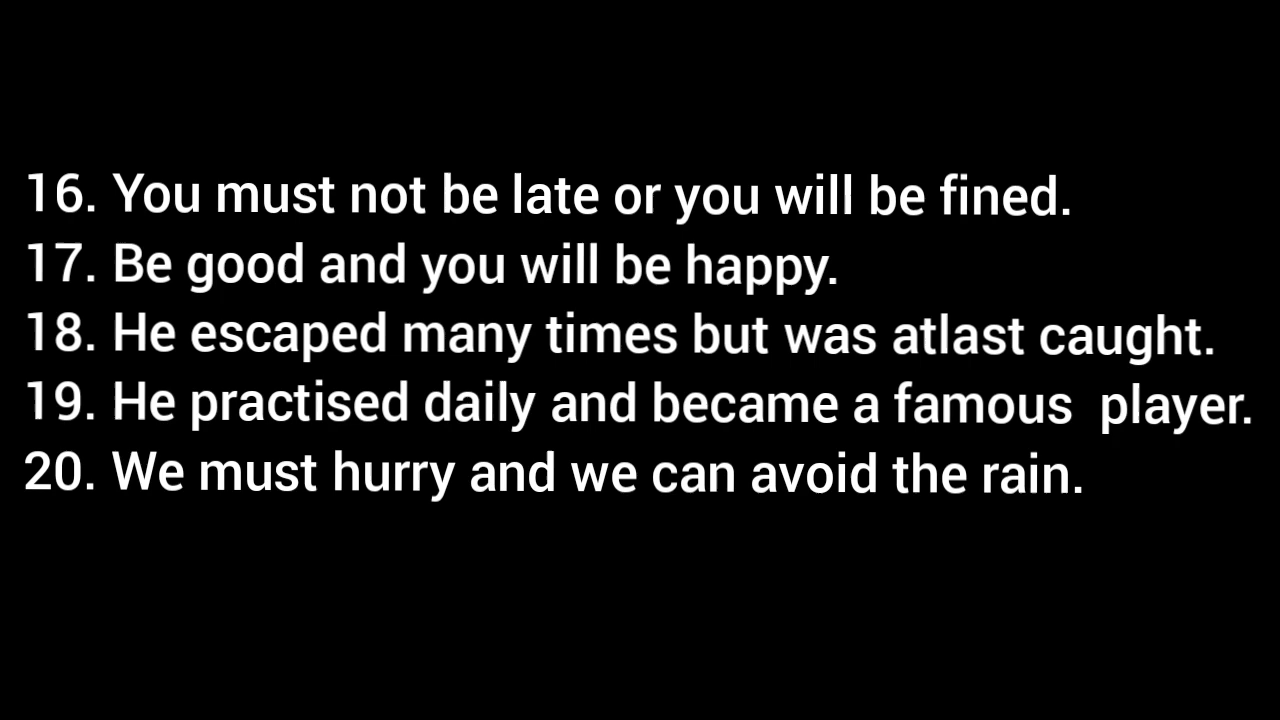 16. You must not be late or you will be fined.
17. Be good and you will be happy.
18. He escaped many times but was atlast caught.
19. He practised daily and became a famous  player.
20. We must hurry and we can avoid the rain.